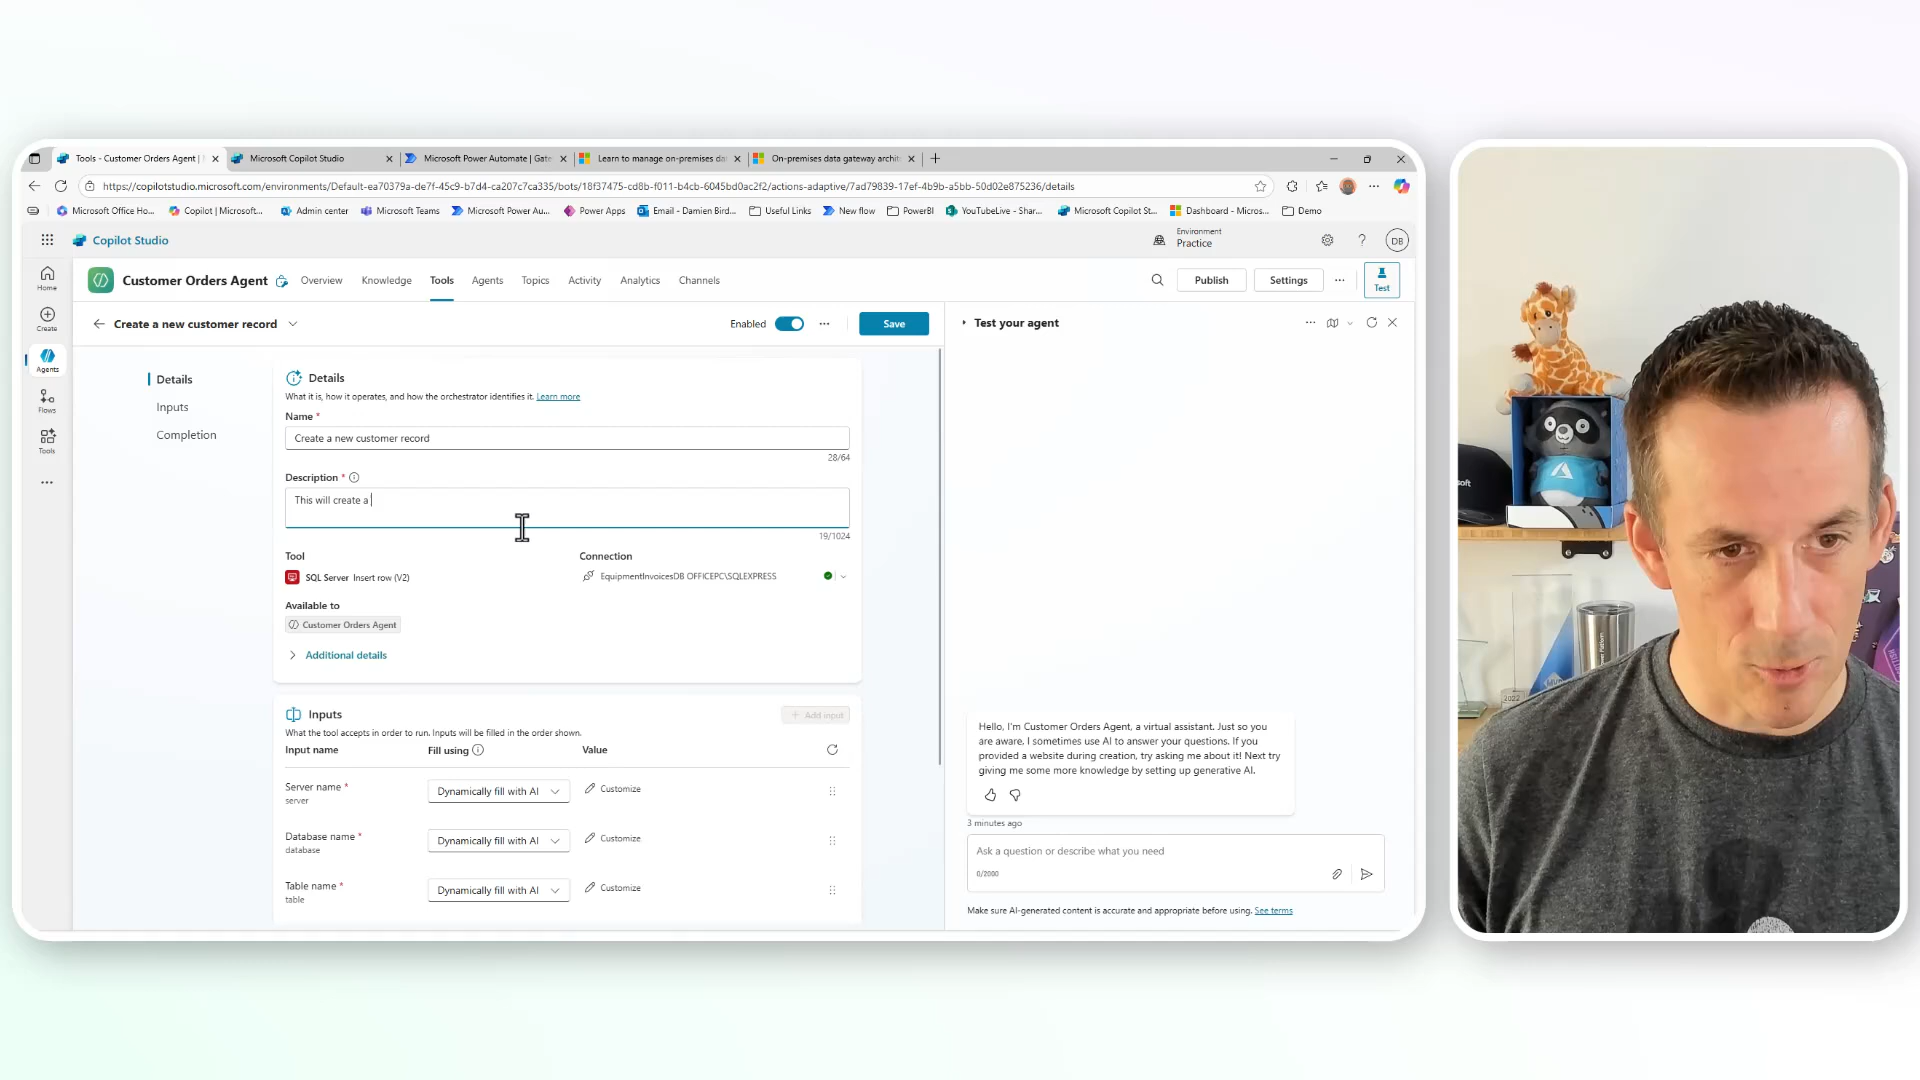 Tools - Customer Orders Agent |
Microsoft Copilot Studio
Microsoft Power Automate | Gate
Learn to manage on-premises da
On-premises data gateway archit
https://copilotstudio.microsoft.com/environments/Default-ea70379a-de7f-45c9-b7d4-ca207c7ca335/bots/18f37475-cd8b-f011-b4cb-6045bd0ac2f2/actions-adaptive/7ad79839-17ef-4b9b-a5bb-50d02e875236/details
Microsoft Office Ho...
Copilot | Microsoft...
Admin center
Microsoft Teams
Microsoft Power Au...
Power Apps
Email - Damien Bird...
Useful Links
New flow
PowerBI
YouTubeLive - Shar...
Microsoft Copilot St...
Dashboard - Micros...
Demo
Copilot Studio
Environment
Practice
DB
Home
Create
Agents
Flows
Tools
Customer Orders Agent
Overview
Knowledge
Tools
Agents
Topics
Activity
Analytics
Channels
Publish
Settings
Test
Create a new customer record
Enabled
Save
Details
Inputs
Completion
Details
What it is, how it operates, and how the orchestrator identifies it. Learn more
Name *
Create a new customer record
28/64
Description *
This will create a
19/1024
Tool
Connection
SQL Server Insert row (V2)
EquipmentInvoicesDB OFFICEPC\SQLEXPRESS
Available to
Customer Orders Agent
Additional details
Inputs
Add input
What the tool accepts in order to run. Inputs will be filled in the order shown.
Input name
Fill using
Value
Server name *
server
Dynamically fill with AI
Customize
Database name *
database
Dynamically fill with AI
Customize
Table name *
table
Dynamically fill with AI
Customize
Test your agent
Hello, I'm Customer Orders Agent, a virtual assistant. Just so you
are aware, I sometimes use AI to answer your questions. If you
provided a website during creation, try asking me about it! Next try
giving me some more knowledge by setting up generative AI.
3 minutes ago
Ask a question or describe what you need
0/2000
Make sure AI-generated content is accurate and appropriate before using. See terms
2022